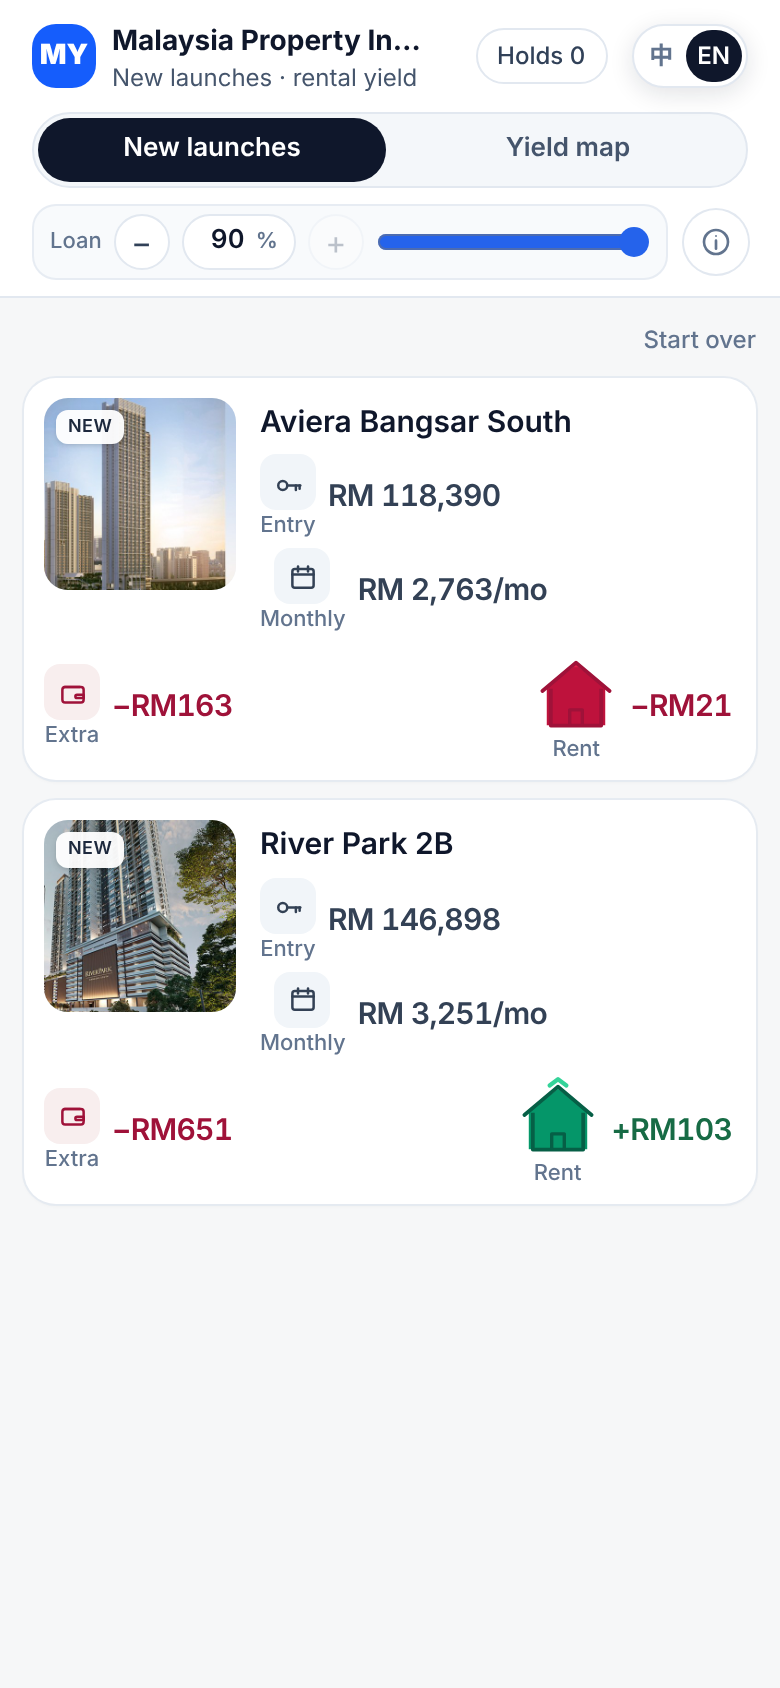 MY
Malaysia Property In...
New launches · rental yield
Holds 0
中
EN
New launches
Yield map
Loan
–
90 %
+
Start over
NEW
Aviera Bangsar South
RM 118,390
Entry
RM 2,763/mo
Monthly
–RM163
Extra
–RM21
Rent
NEW
RIVERPARK
River Park 2B
RM 146,898
Entry
RM 3,251/mo
Monthly
–RM651
Extra
+RM103
Rent